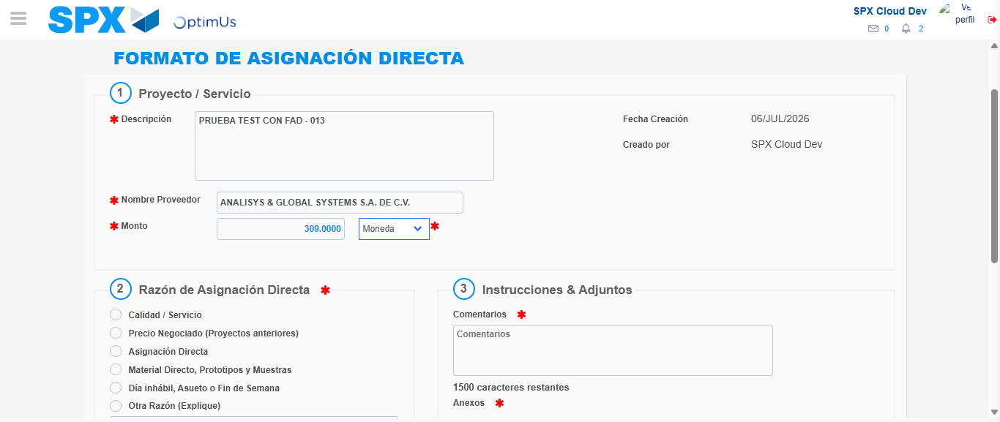 SPX
OptimUs
SPX Cloud Dev
0
2
Ve
perfil
FORMATO DE ASIGNACIÓN DIRECTA
1 Proyecto / Servicio
✱ Descripción
PRUEBA TEST CON FAD - 013
Fecha Creación
06/JUL/2026
Creado por
SPX Cloud Dev
✱ Nombre Proveedor
ANALISYS & GLOBAL SYSTEMS S.A. DE C.V.
✱ Monto
309.0000
Moneda ✱
2 Razón de Asignación Directa ✱
Calidad / Servicio
Precio Negociado (Proyectos anteriores)
Asignación Directa
Material Directo, Prototipos y Muestras
Día inhábil, Asueto o Fin de Semana
Otra Razón (Explique)
3 Instrucciones & Adjuntos
Comentarios ✱
Comentarios
1500 caracteres restantes
Anexos ✱